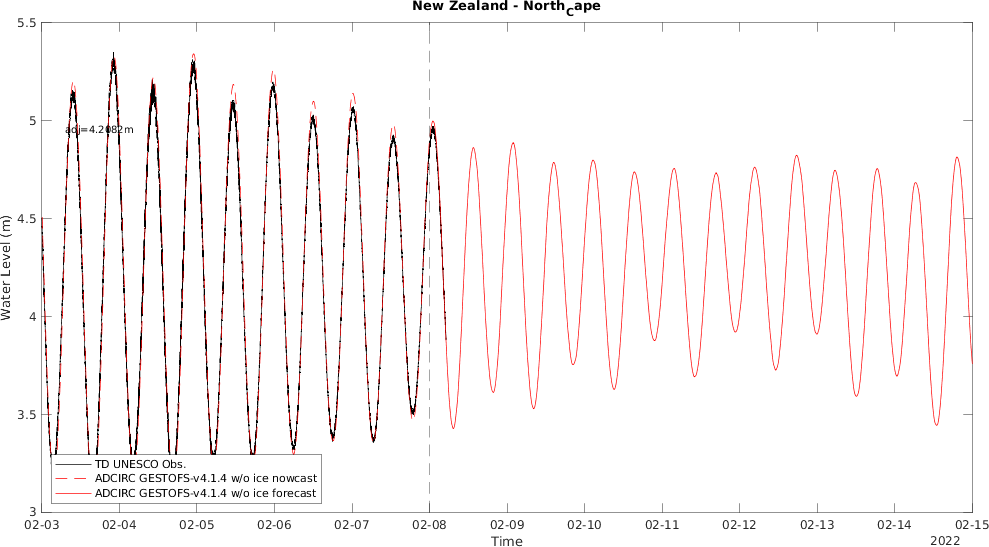 New Zealand - NorthCape
5.5
5
adj=4.2082m
4.5
Water Level (m)
4
3.5
TD UNESCO Obs.
ADCIRC GESTOFS-v4.1.4 w/o ice nowcast
ADCIRC GESTOFS-v4.1.4 w/o ice forecast
3
02-03 02-04 02-05 02-06 02-07 02-08 02-09 02-10 02-11 02-12 02-13 02-14 02-15
Time
2022